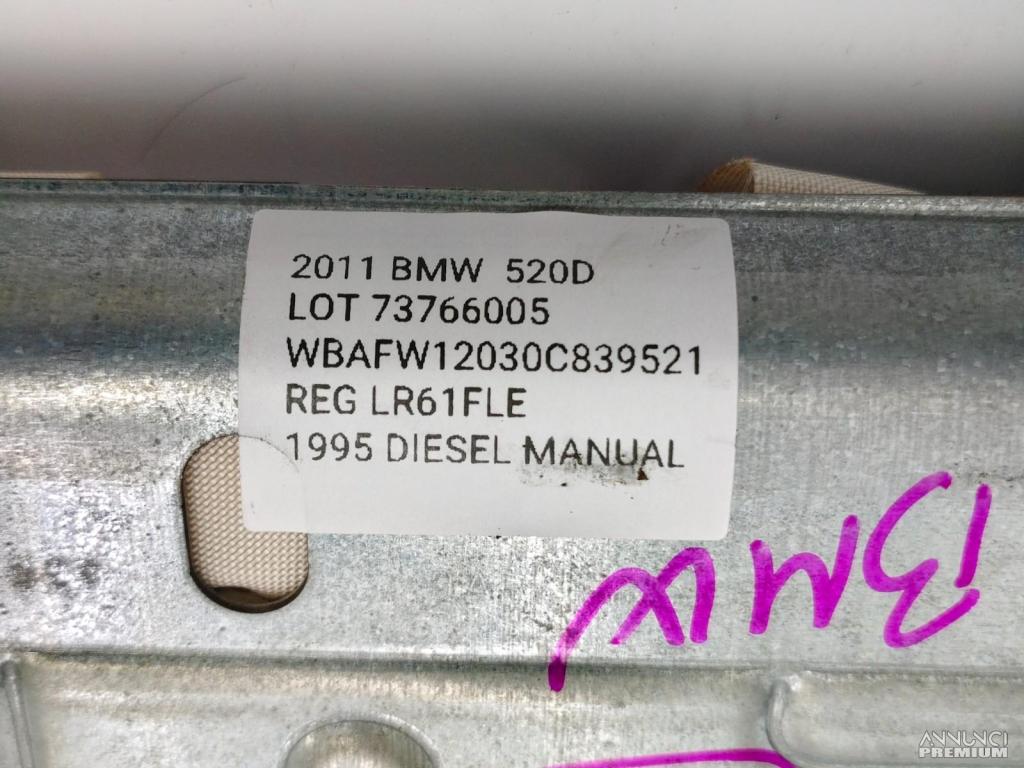 2011 BMW 520D
LOT 73766005
WBAFW12030C839521
REG LR61FLE
1995 DIESEL MANUAL
BMW
ANNUNCI
PREMIUM